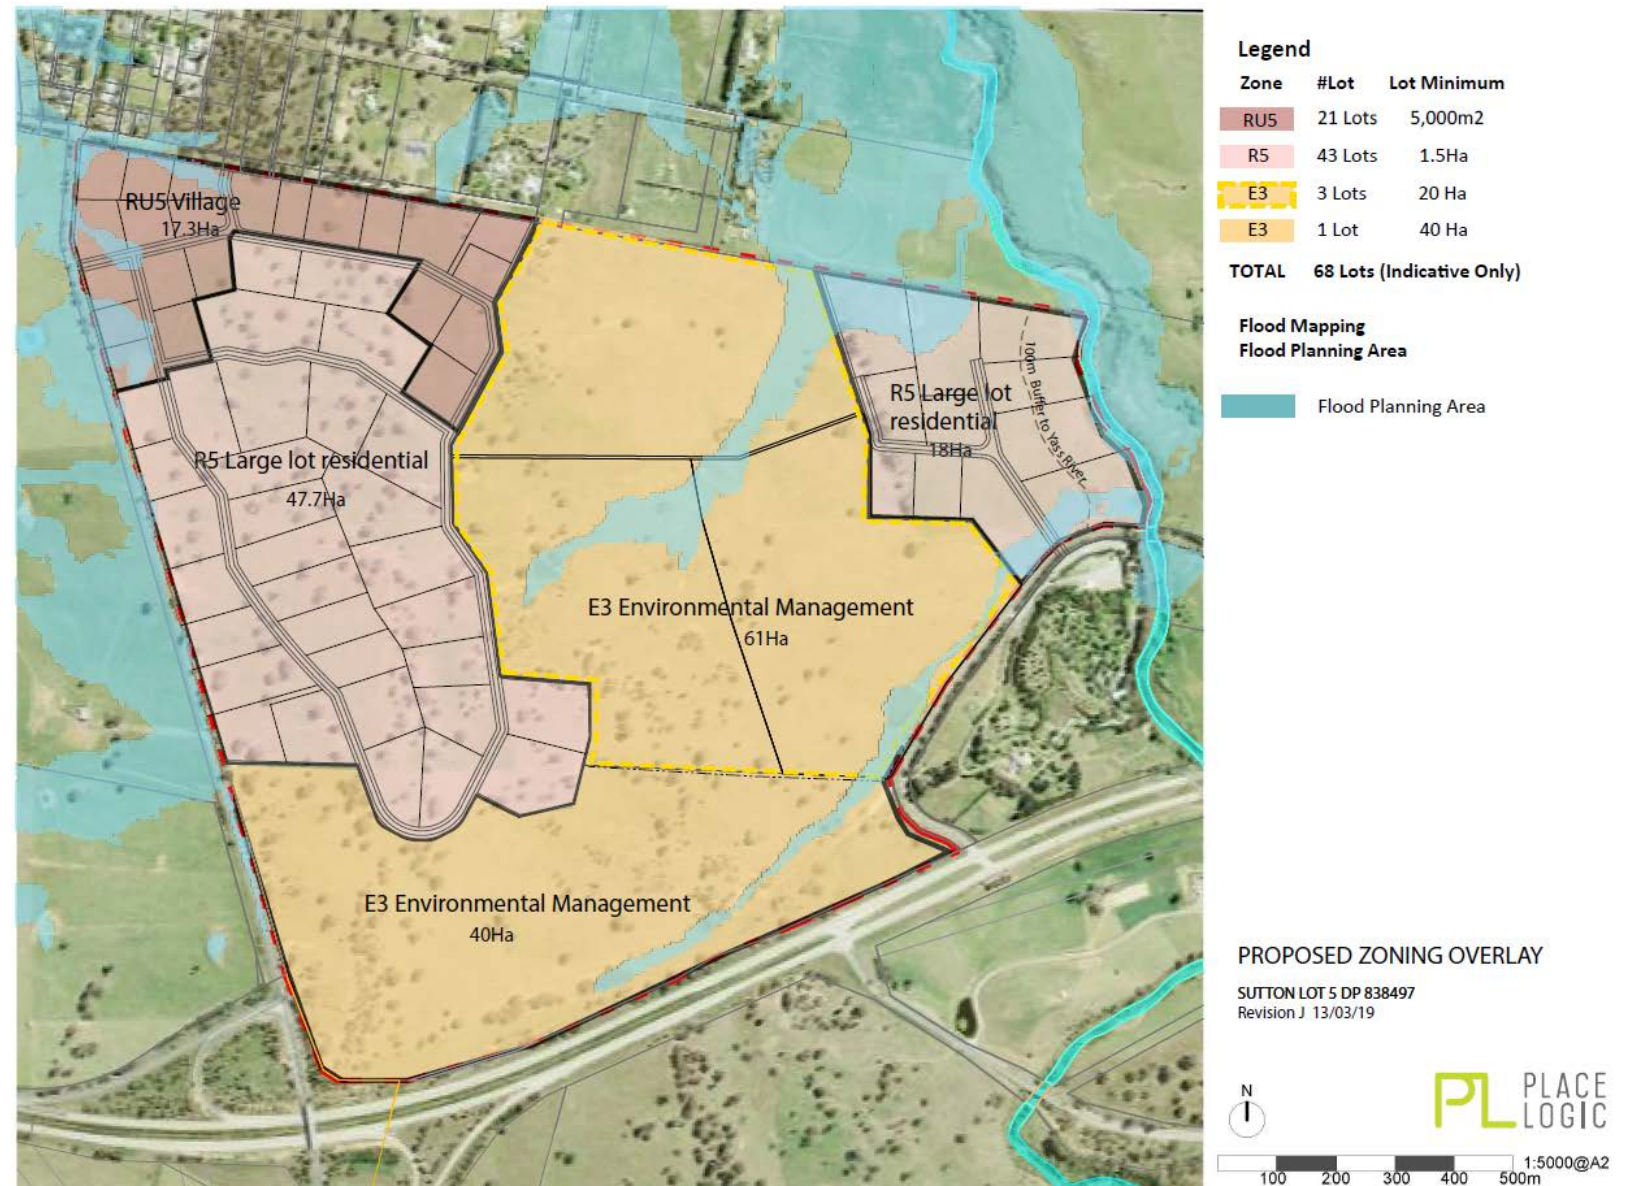 Legend
Zone #Lot Lot Minimum
RU5 21 Lots 5,000m2
R5 43 Lots 1.5Ha
E3 3 Lots 20 Ha
E3 1 Lot 40 Ha
TOTAL 68 Lots (Indicative Only)
Flood Mapping
Flood Planning Area
Flood Planning Area
RU5 Village
17.3Ha
R5 Large lot
residential
18Ha
100m Buffer to Yass River
R5 Large lot residential
47.7Ha
E3 Environmental Management
61Ha
E3 Environmental Management
40Ha
PROPOSED ZONING OVERLAY
SUTTON LOT 5 DP 838497
Revision J 13/03/19
N
PL PLACE
LOGIC
1:5000@A2
100 200 300 400 500m